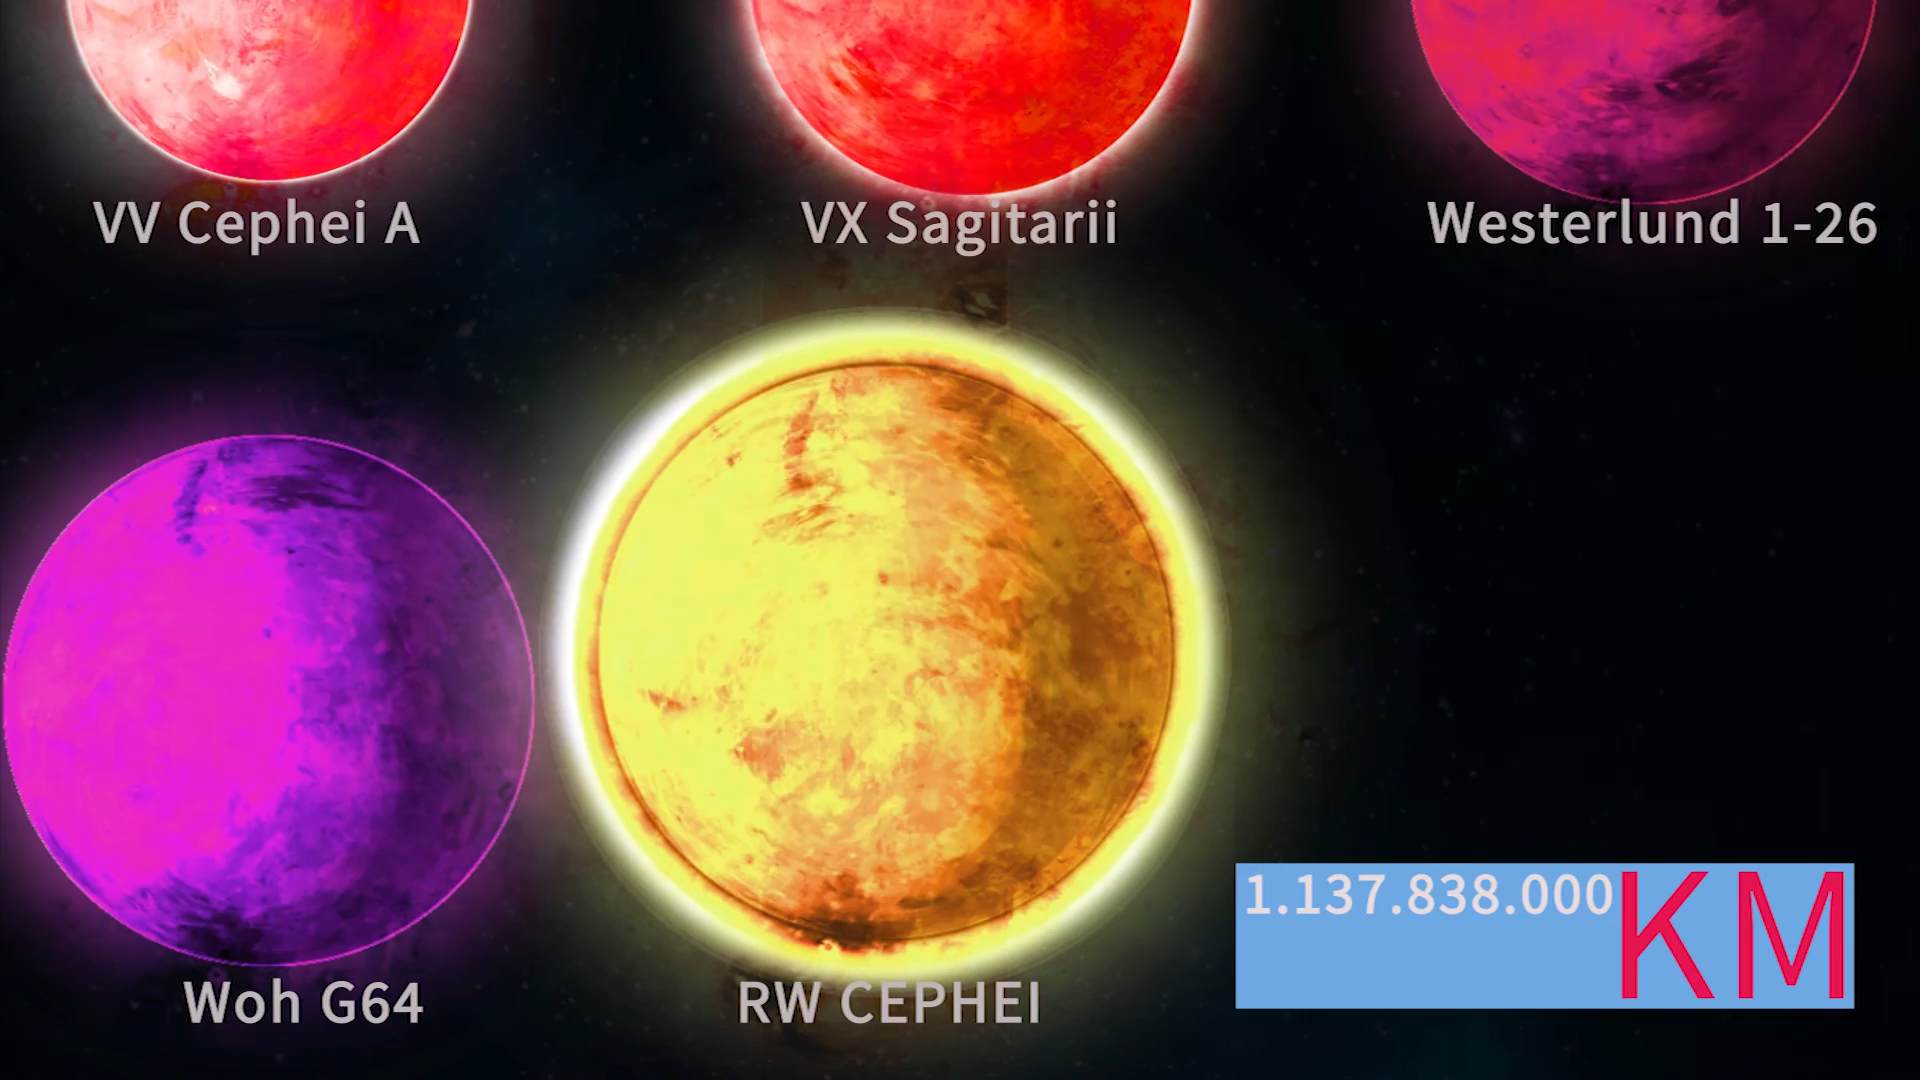 VV Cephei A
VX Sagitarii
Westerlund 1-26
Woh G64
RW CEPHEI
1.137.838.000 KM